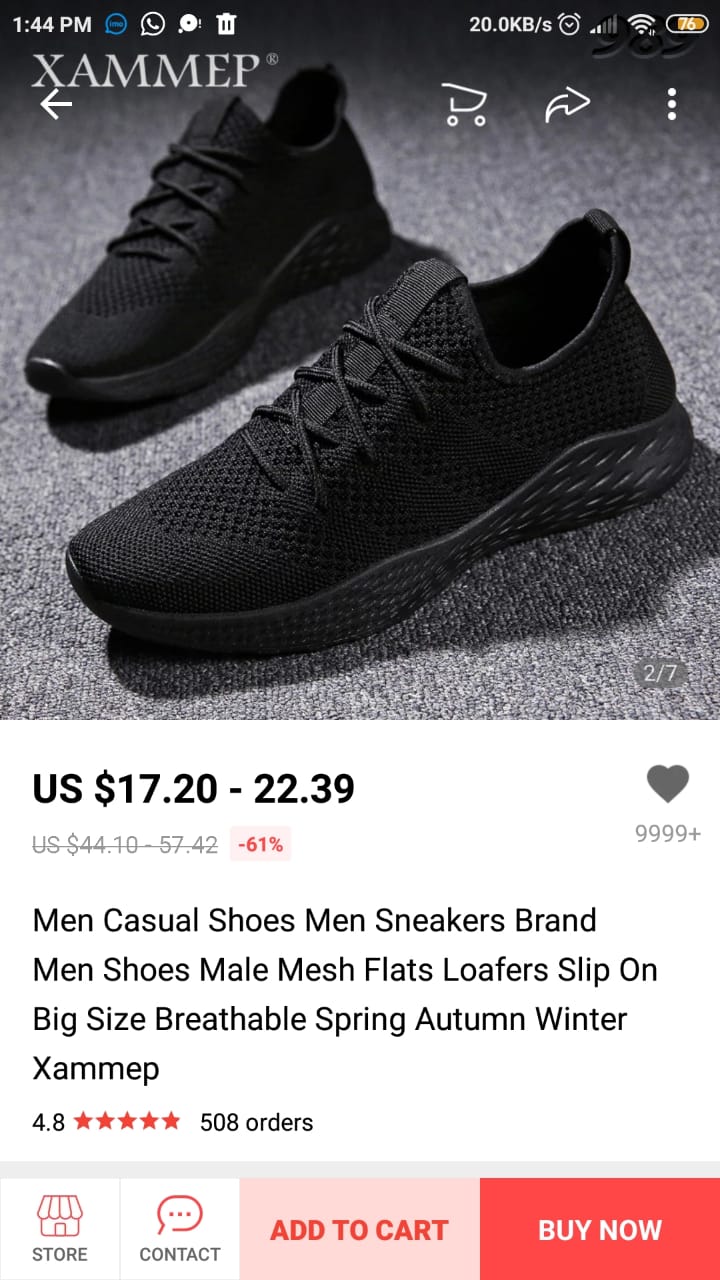 1:44 PM
20.0KB/s
76
989
XAMMEP®
2/7
US $17.20 - 22.39
US $44.10 - 57.42 -61%
9999+
Men Casual Shoes Men Sneakers Brand
Men Shoes Male Mesh Flats Loafers Slip On
Big Size Breathable Spring Autumn Winter
Xammep
4.8 508 orders
STORE
CONTACT
ADD TO CART
BUY NOW